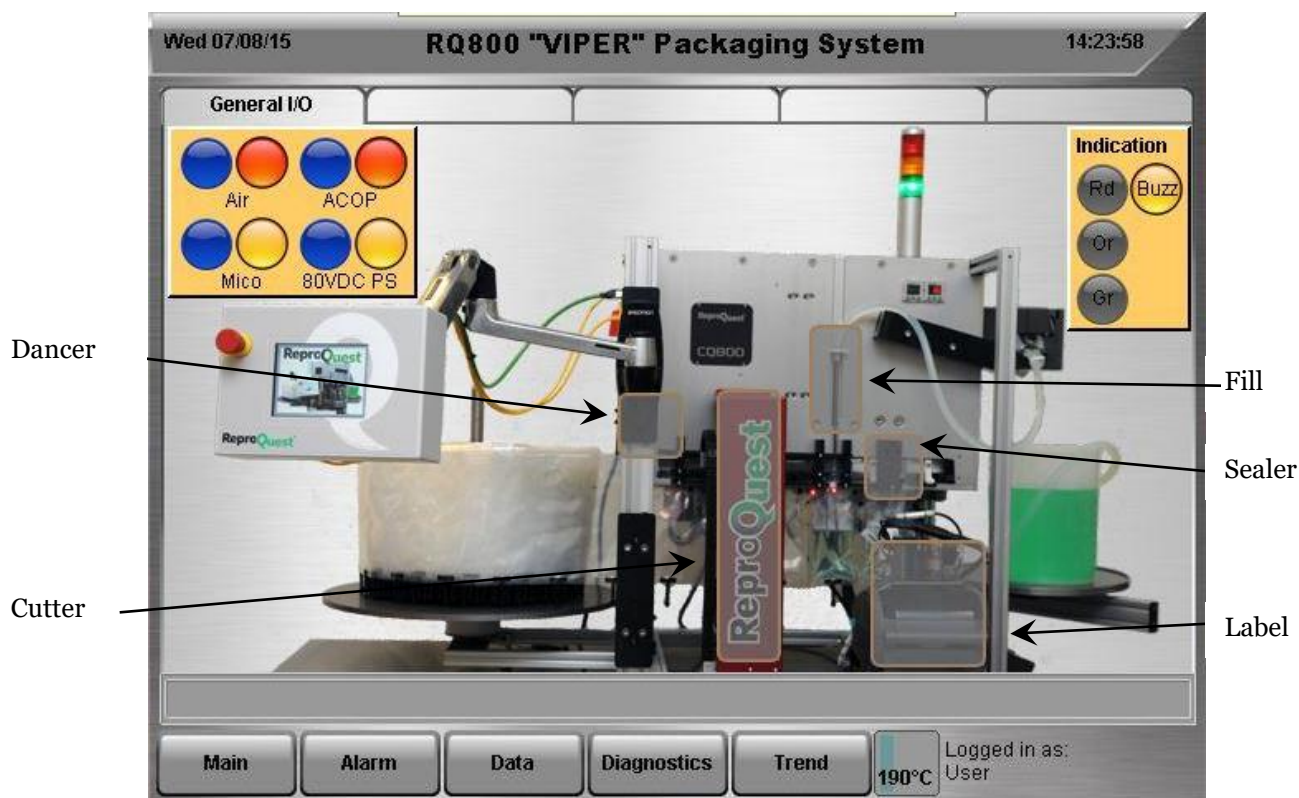 Wed 07/08/15
RQ800 "VIPER" Packaging System
14:23:58
General I/O
Air
ACOP
Mico
80VDC PS
Indication
Rd
Buzz
Or
Gr
ReproQuest
CQ800
ReproQuest
ReproQuest
ReproQuest
Dancer
Fill
Sealer
Cutter
Label
Main
Alarm
Data
Diagnostics
Trend
190°C
Logged in as:
User